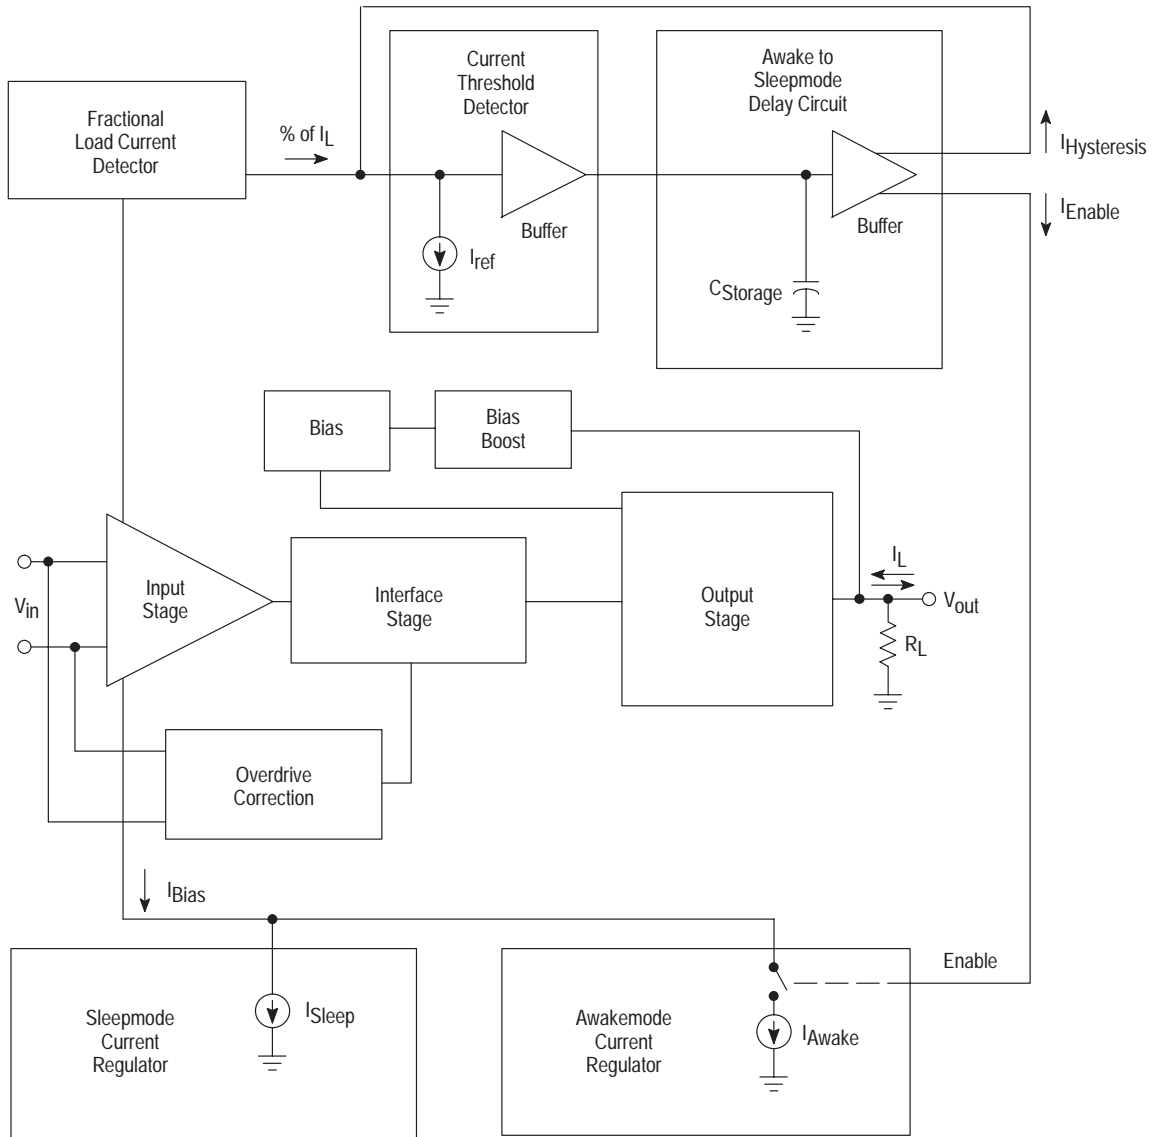 Current
Threshold
Detector
Awake to
Sleepmode
Delay Circuit
Fractional
Load Current
Detector
% of IL
IHysteresis
IEnable
Buffer
Buffer
Iref
CStorage
Bias
Bias
Boost
Input
Stage
Interface
Stage
Output
Stage
IL
Vin
Vout
RL
Overdrive
Correction
IBias
Enable
Sleepmode
Current
Regulator
ISleep
Awakemode
Current
Regulator
IAwake